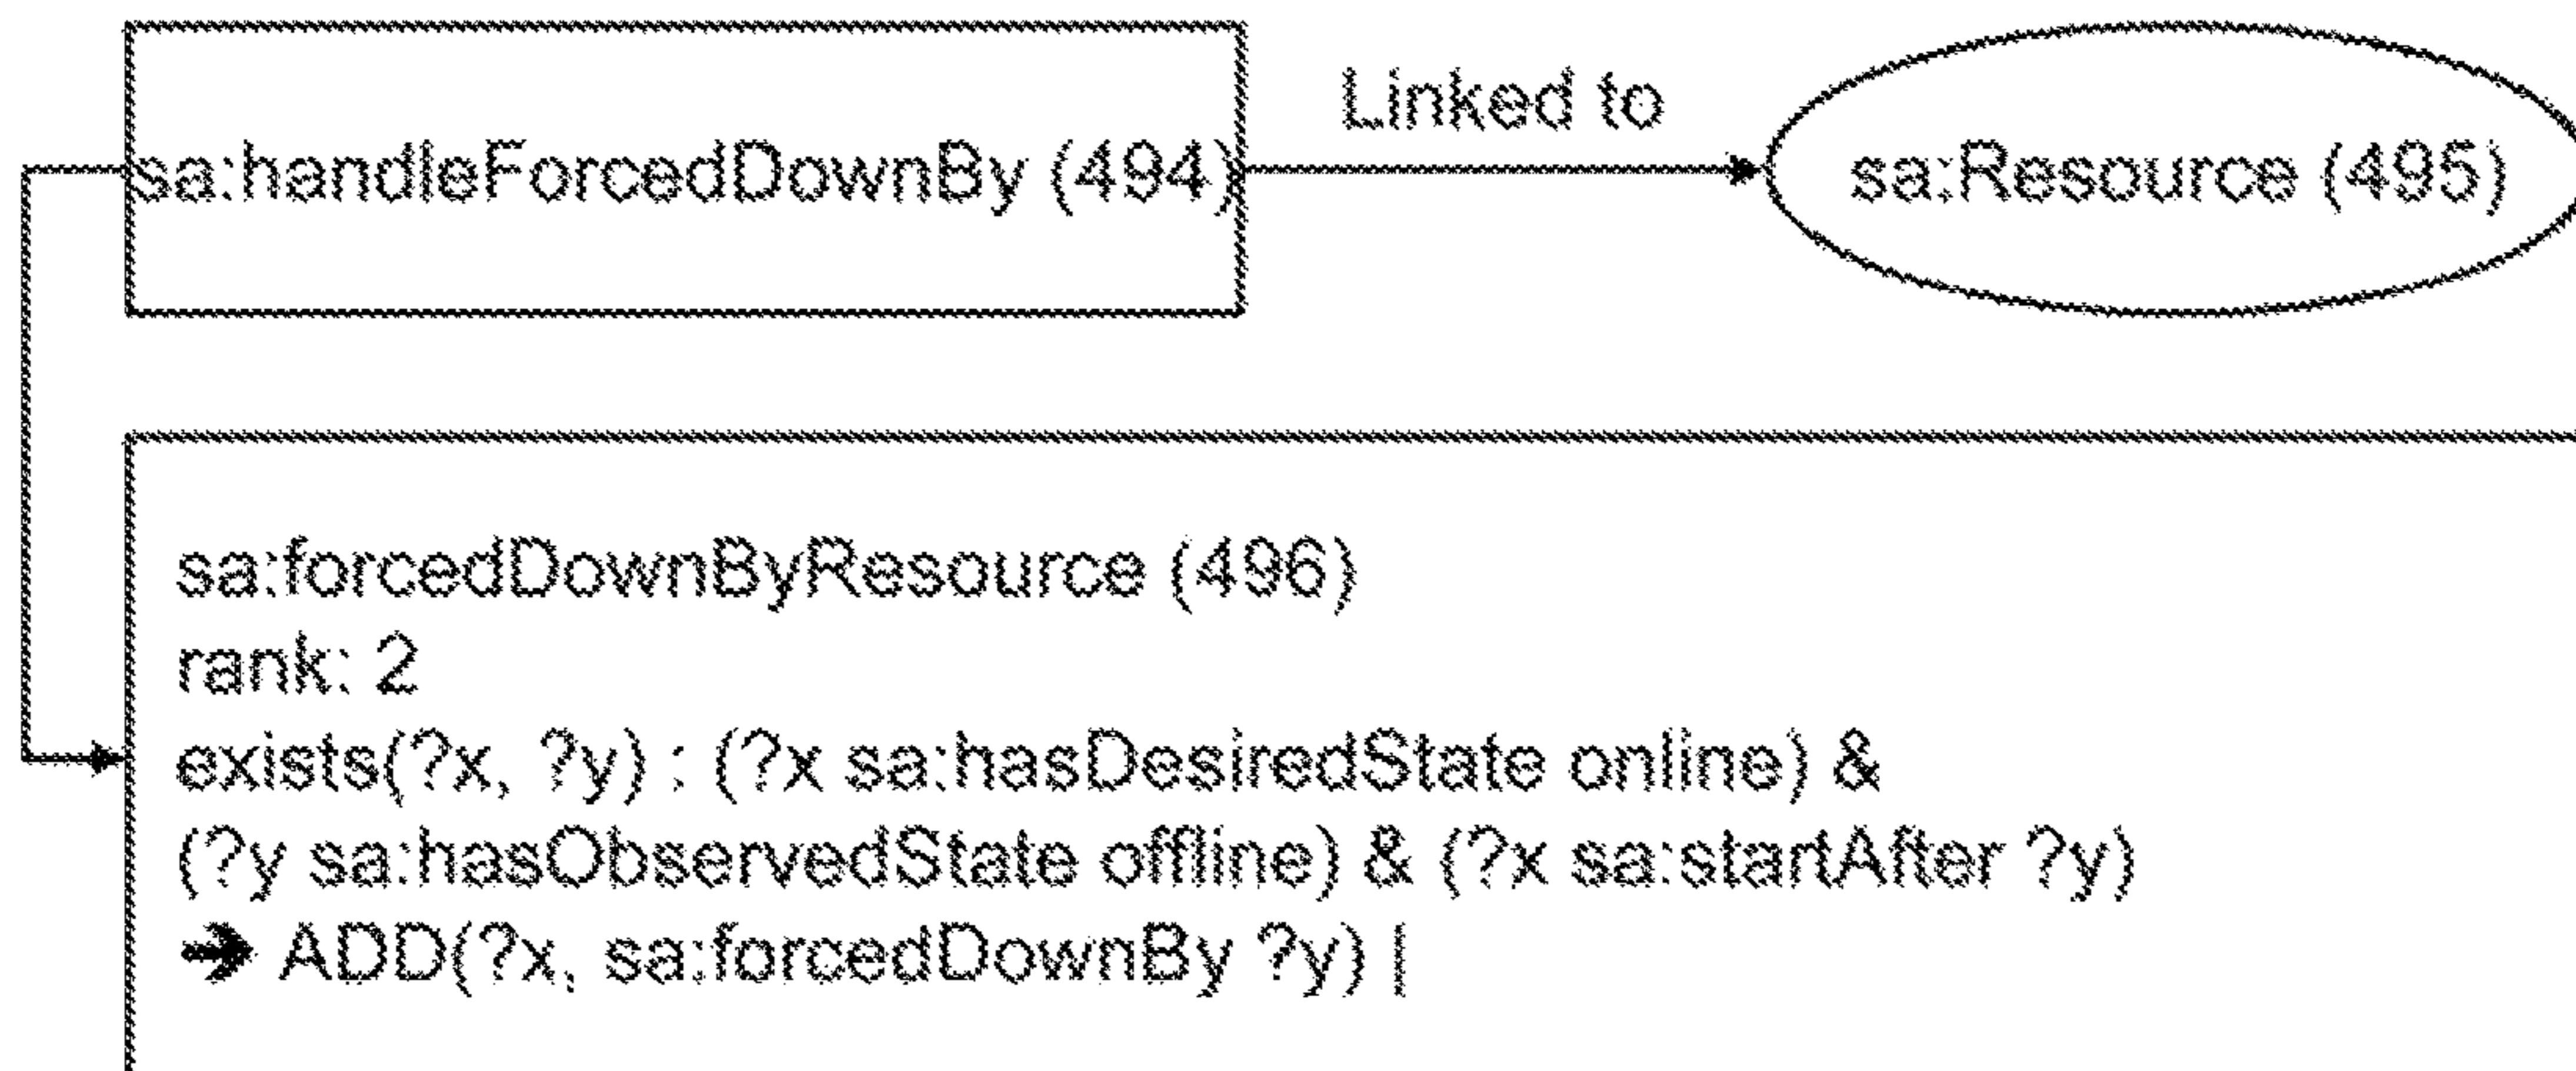 sa:handleForcedDownBy (494)
Linked to
sa:Resource (495)
sa:forcedDownByResource (496)
rank: 2
exists(?x, ?y) : (?x sa:hasDesiredState online) &
(?y sa:hasObservedState offline) & (?x sa:startAfter ?y)
➔ ADD(?x, sa:forcedDownBy ?y) |